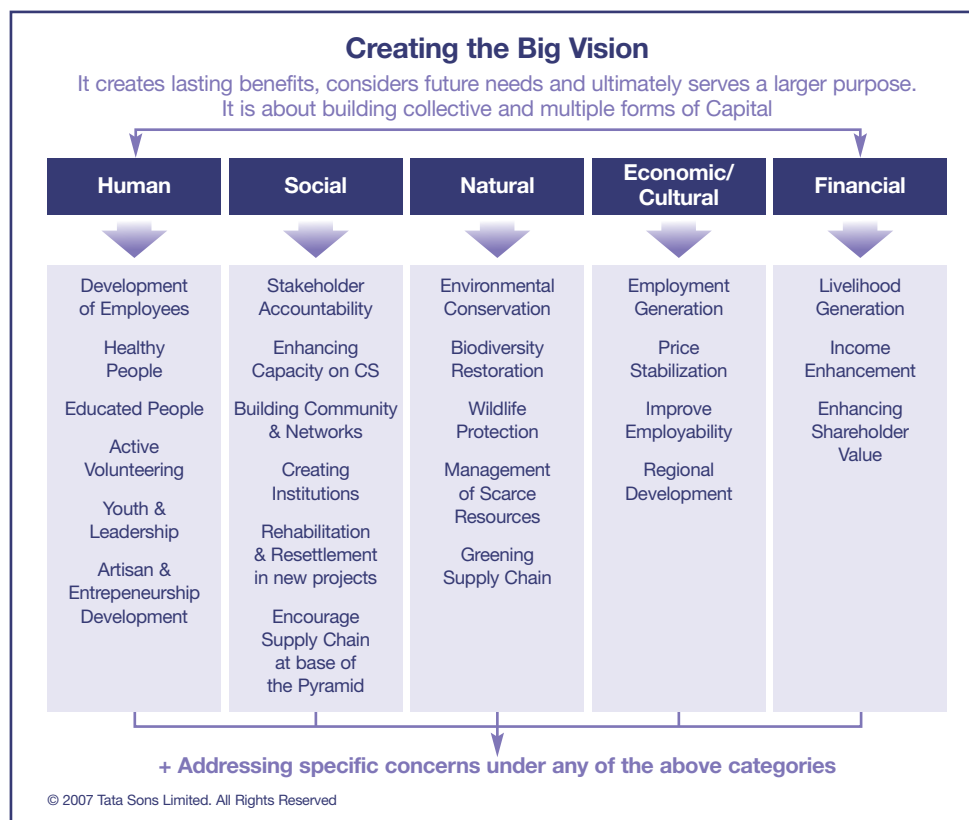 Creating the Big Vision
It creates lasting benefits, considers future needs and ultimately serves a larger purpose.
It is about building collective and multiple forms of Capital
Human
Development
of Employees
Healthy
People
Educated People
Active
Volunteering
Youth &
Leadership
Artisan &
Entrepeneurship
Development
Social
Stakeholder
Accountability
Enhancing
Capacity on CS
Building Community
& Networks
Creating
Institutions
Rehabilitation
& Resettlement
in new projects
Encourage
Supply Chain
at base of
the Pyramid
Natural
Environmental
Conservation
Biodiversity
Restoration
Wildlife
Protection
Management
of Scarce
Resources
Greening
Supply Chain
Economic/
Cultural
Employment
Generation
Price
Stabilization
Improve
Employability
Regional
Development
Financial
Livelihood
Generation
Income
Enhancement
Enhancing
Shareholder
Value
+ Addressing specific concerns under any of the above categories
© 2007 Tata Sons Limited. All Rights Reserved